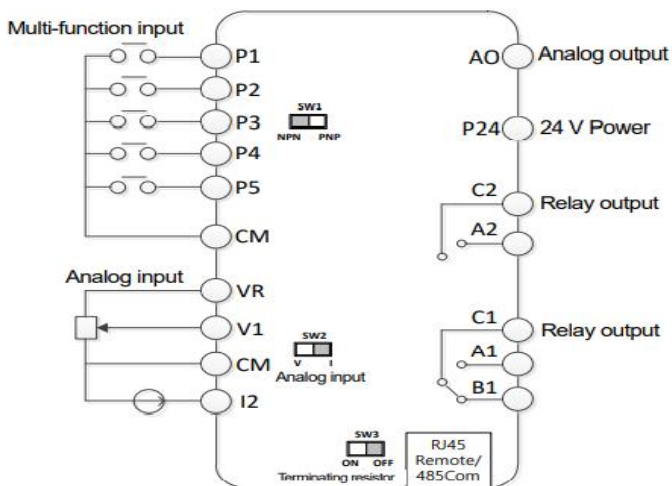 Multi-function input
P1
P2
P3
P4
P5
CM
SW1
NPN PNP
AO Analog output
P24 24 V Power
C2 Relay output
A2
Analog input
VR
V1
CM
I2
SW2
V I
Analog input
C1 Relay output
A1
B1
SW3
ON OFF
Terminating resistor
RJ45
Remote/
485Com